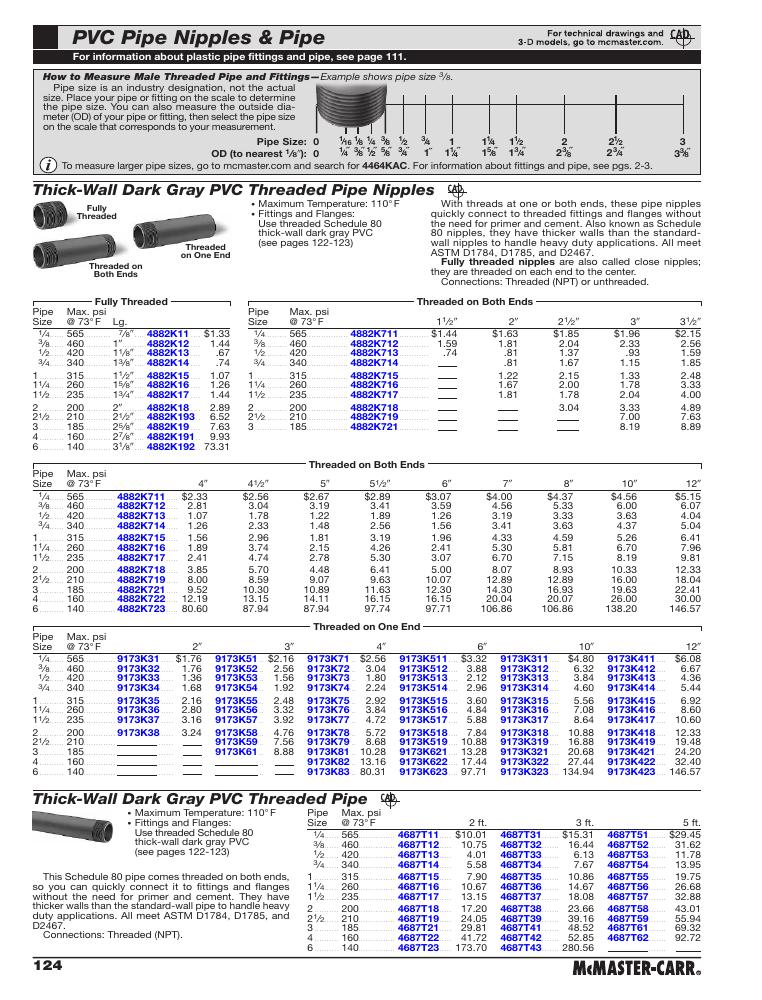 PVC Pipe Nipples & Pipe
For technical drawings and
3-D models, go to mcmaster.com.
CAD
For information about plastic pipe fittings and pipe, see page 111.
How to Measure Male Threaded Pipe and Fittings—Example shows pipe size 3/8.
Pipe size is an industry designation, not the actual
size. Place your pipe or fitting on the scale to determine
the pipe size. You can also measure the outside dia-
meter (OD) of your pipe or fitting, then select the pipe size
on the scale that corresponds to your measurement.
Pipe Size: 0 1/16 1/8 1/4 3/8 1/2 3/4 1 1 1/4 1 1/2 2 2 1/2 3
OD (to nearest 1/8″): 0 1/4″ 3/8″ 1/2″ 5/8″ 7/8″ 1″ 1 1/4″ 1 5/8″ 1 3/4″ 2 3/8″ 2 3/4″ 3 3/8″
i To measure larger pipe sizes, go to mcmaster.com and search for 4464KAC. For information about fittings and pipe, see pgs. 2-3.
Thick-Wall Dark Gray PVC Threaded Pipe Nipples
CAD
Fully
Threaded
Threaded
on One End
Threaded on
Both Ends
• Maximum Temperature: 110°F
• Fittings and Flanges:
Use threaded Schedule 80
thick-wall dark gray PVC
(see pages 122-123)
With threads at one or both ends, these pipe nipples
quickly connect to threaded fittings and flanges without
the need for primer and cement. Also known as Schedule
80 nipples, they have thicker walls than the standard-
wall nipples to handle heavy duty applications. All meet
ASTM D1784, D1785, and D2467.
Fully threaded nipples are also called close nipples;
they are threaded on each end to the center.
Connections: Threaded (NPT) or unthreaded.
Fully Threaded
Pipe Max. psi
Size @ 73°F Lg.
1/4 565 7/8″ 4882K11 $1.33
3/8 460 1″ 4882K12 1.44
1/2 420 1 1/8″ 4882K13 .67
3/4 340 1 3/8″ 4882K14 .74
1 315 1 1/2″ 4882K15 1.07
1 1/4 260 1 5/8″ 4882K16 1.26
1 1/2 235 1 3/4″ 4882K17 1.44
2 200 2″ 4882K18 2.89
2 1/2 210 2 1/2″ 4882K193 6.52
3 185 2 5/8″ 4882K19 7.63
4 160 2 7/8″ 4882K191 9.93
6 140 3 1/8″ 4882K192 73.31
Threaded on Both Ends
Pipe Max. psi
Size @ 73°F 1 1/2″ 2″ 2 1/2″ 3″ 3 1/2″
1/4 565 4882K711 $1.44 $1.63 $1.85 $1.96 $2.15
3/8 460 4882K712 1.59 1.81 2.04 2.33 2.56
1/2 420 4882K713 .74 .81 1.37 .93 1.59
3/4 340 4882K714 .81 1.67 1.15 1.85
1 315 4882K715 1.22 2.15 1.33 2.48
1 1/4 260 4882K716 1.67 2.00 1.78 3.33
1 1/2 235 4882K717 1.81 1.78 2.04 4.00
2 200 4882K718 3.04 3.33 4.89
2 1/2 210 4882K719 7.00 7.63
3 185 4882K721 8.19 8.89
Threaded on Both Ends
Pipe Max. psi
Size @ 73°F 4″ 4 1/2″ 5″ 5 1/2″ 6″ 7″ 8″ 10″ 12″
1/4 565 4882K711 $2.33 $2.56 $2.67 $2.89 $3.07 $4.00 $4.37 $4.56 $5.15
3/8 460 4882K712 2.81 3.04 3.19 3.41 3.59 4.56 5.33 6.00 6.07
1/2 420 4882K713 1.07 1.78 1.22 1.89 1.26 3.19 3.33 3.63 4.04
3/4 340 4882K714 1.26 2.33 1.48 2.56 1.56 3.41 3.63 4.37 5.04
1 315 4882K715 1.56 2.96 1.81 3.19 1.96 4.33 4.59 5.26 6.41
1 1/4 260 4882K716 1.89 3.74 2.15 4.26 2.41 5.30 5.81 6.70 7.96
1 1/2 235 4882K717 2.41 4.74 2.78 5.30 3.07 6.70 7.15 8.19 9.81
2 200 4882K718 3.85 5.70 4.48 6.41 5.00 8.07 8.93 10.33 12.33
2 1/2 210 4882K719 8.00 8.59 9.07 9.63 10.07 12.89 12.89 16.00 18.04
3 185 4882K721 9.52 10.30 10.89 11.63 12.30 14.30 16.93 19.63 22.41
4 160 4882K722 12.19 13.15 14.11 16.15 16.15 20.04 20.07 26.00 30.00
6 140 4882K723 80.60 87.94 87.94 97.74 97.71 106.86 106.86 138.20 146.57
Threaded on One End
Pipe Max. psi
Size @ 73°F 2″ 3″ 4″ 6″ 10″ 12″
1/4 565 9173K31 $1.76 9173K51 $2.16 9173K71 $2.56 9173K511 $3.32 9173K311 $4.80 9173K411 $6.08
3/8 460 9173K32 1.76 9173K52 2.56 9173K72 3.04 9173K512 3.88 9173K312 6.32 9173K412 6.67
1/2 420 9173K33 1.36 9173K53 1.56 9173K73 1.80 9173K513 2.12 9173K313 3.84 9173K413 4.36
3/4 340 9173K34 1.68 9173K54 1.92 9173K74 2.24 9173K514 2.96 9173K314 4.60 9173K414 5.44
1 315 9173K35 2.16 9173K55 2.48 9173K75 2.92 9173K515 3.60 9173K315 5.56 9173K415 6.92
1 1/4 260 9173K36 2.80 9173K56 3.32 9173K76 3.84 9173K516 4.84 9173K316 7.08 9173K416 8.60
1 1/2 235 9173K37 3.16 9173K57 3.92 9173K77 4.72 9173K517 5.88 9173K317 8.64 9173K417 10.60
2 200 9173K38 3.24 9173K58 4.76 9173K78 5.72 9173K518 7.84 9173K318 10.88 9173K418 12.33
2 1/2 210 9173K59 7.56 9173K79 8.68 9173K519 10.88 9173K319 16.88 9173K419 19.48
3 185 9173K61 8.88 9173K81 10.28 9173K621 13.28 9173K321 20.68 9173K421 24.20
4 160 9173K82 13.16 9173K622 17.44 9173K322 27.44 9173K422 32.40
6 140 9173K83 80.31 9173K623 97.71 9173K323 134.94 9173K423 146.57
Thick-Wall Dark Gray PVC Threaded Pipe
CAD
• Maximum Temperature: 110°F
• Fittings and Flanges:
Use threaded Schedule 80
thick-wall dark gray PVC
(see pages 122-123)
This Schedule 80 pipe comes threaded on both ends,
so you can quickly connect it to fittings and flanges
without the need for primer and cement. They have
thicker walls than the standard-wall pipe to handle heavy
duty applications. All meet ASTM D1784, D1785, and
D2467.
Connections: Threaded (NPT).
Pipe Max. psi
Size @ 73°F 2 ft. 3 ft. 5 ft.
1/4 565 4687T11 $10.01 4687T31 $15.31 4687T51 $29.45
3/8 460 4687T12 10.75 4687T32 16.44 4687T52 31.62
1/2 420 4687T13 4.01 4687T33 6.13 4687T53 11.78
3/4 340 4687T14 5.58 4687T34 7.67 4687T54 13.95
1 315 4687T15 7.90 4687T35 10.86 4687T55 19.75
1 1/4 260 4687T16 10.67 4687T36 14.67 4687T56 26.68
1 1/2 235 4687T17 13.15 4687T37 18.08 4687T57 32.88
2 200 4687T18 17.20 4687T38 23.66 4687T58 43.01
2 1/2 210 4687T19 24.05 4687T39 39.16 4687T59 55.94
3 185 4687T21 29.81 4687T41 48.52 4687T61 69.32
4 160 4687T22 41.72 4687T42 52.85 4687T62 92.72
6 140 4687T23 173.70 4687T43 280.56
124
McMASTER-CARR®